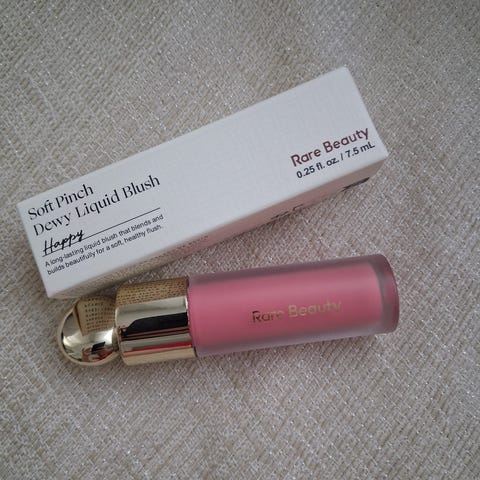 Soft Pinch
Dewy Liquid Blush
Happy
A long-lasting liquid blush that blends and
builds beautifully for a soft, healthy flush.
Rare Beauty
0.25 fl. oz. / 7.5 mL
Rare Beauty